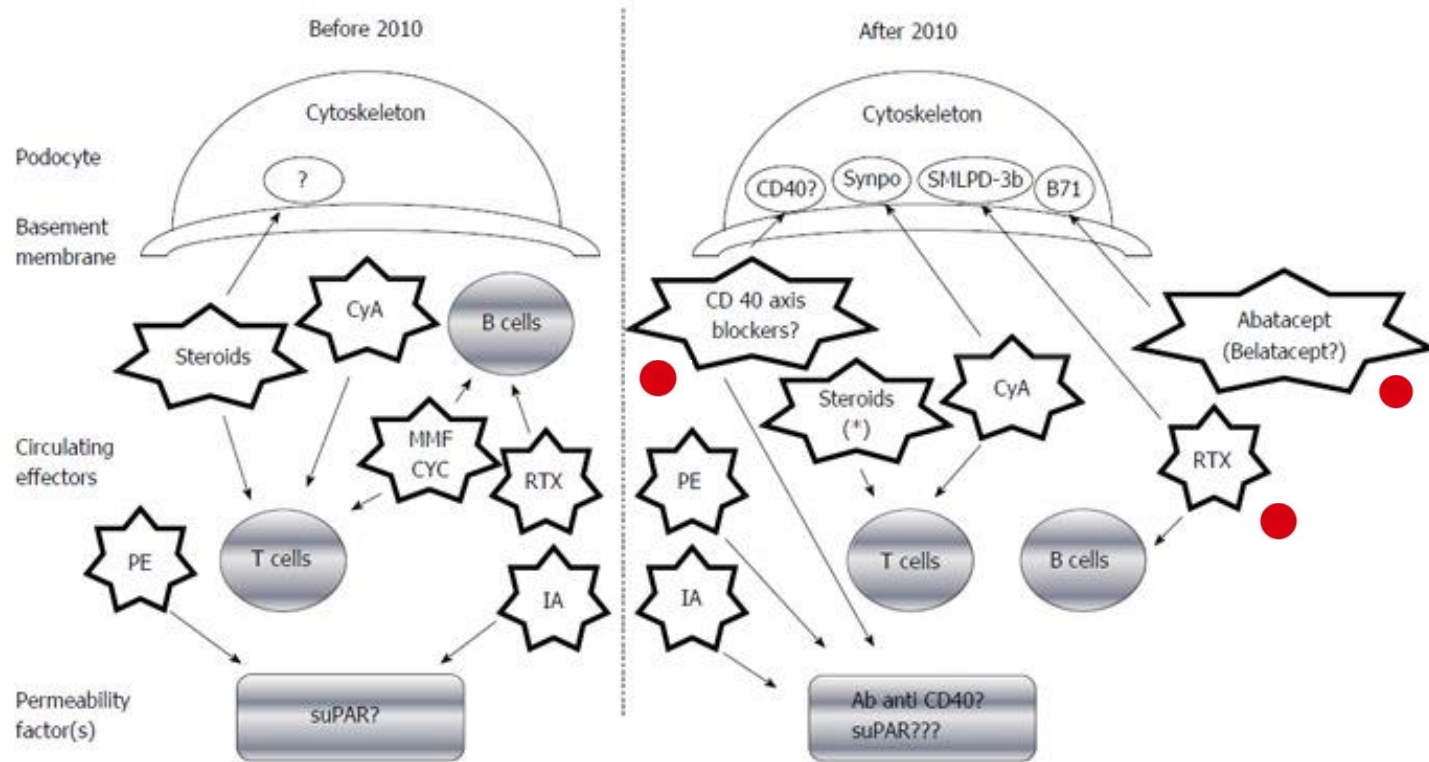 Before 2010
After 2010
Cytoskeleton
Cytoskeleton
Podocyte
?
CD40?
Synpo
SMLPD-3b
B71
Basement
membrane
CyA
B cells
Steroids
CD 40 axis
blockers?
Abatacept
(Belatacept?)
Steroids
(*)
CyA
Circulating
effectors
MMF
CYC
RTX
PE
RTX
PE
T cells
IA
IA
T cells
B cells
Permeability
factor(s)
suPAR?
Ab anti CD40?
suPAR???